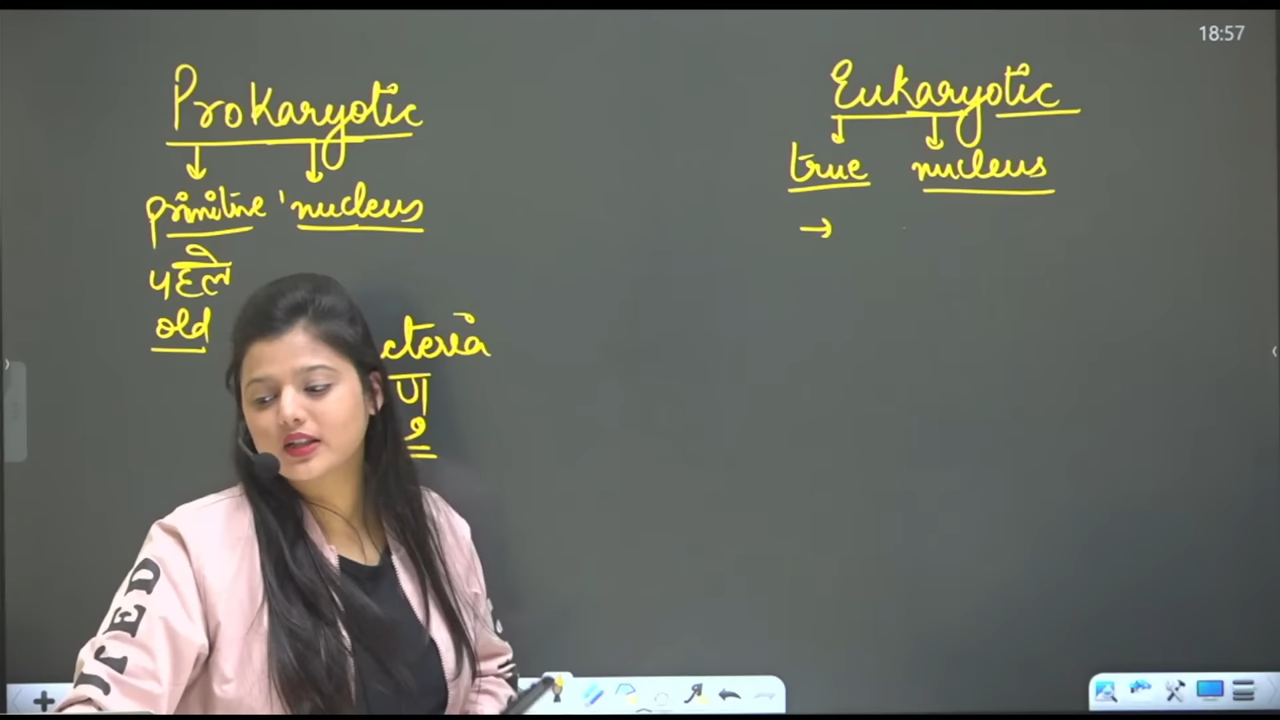 18:57
Prokaryotic
primitive nucleus
पहले
old
cteria
ण
Eukaryotic
true nucleus
→